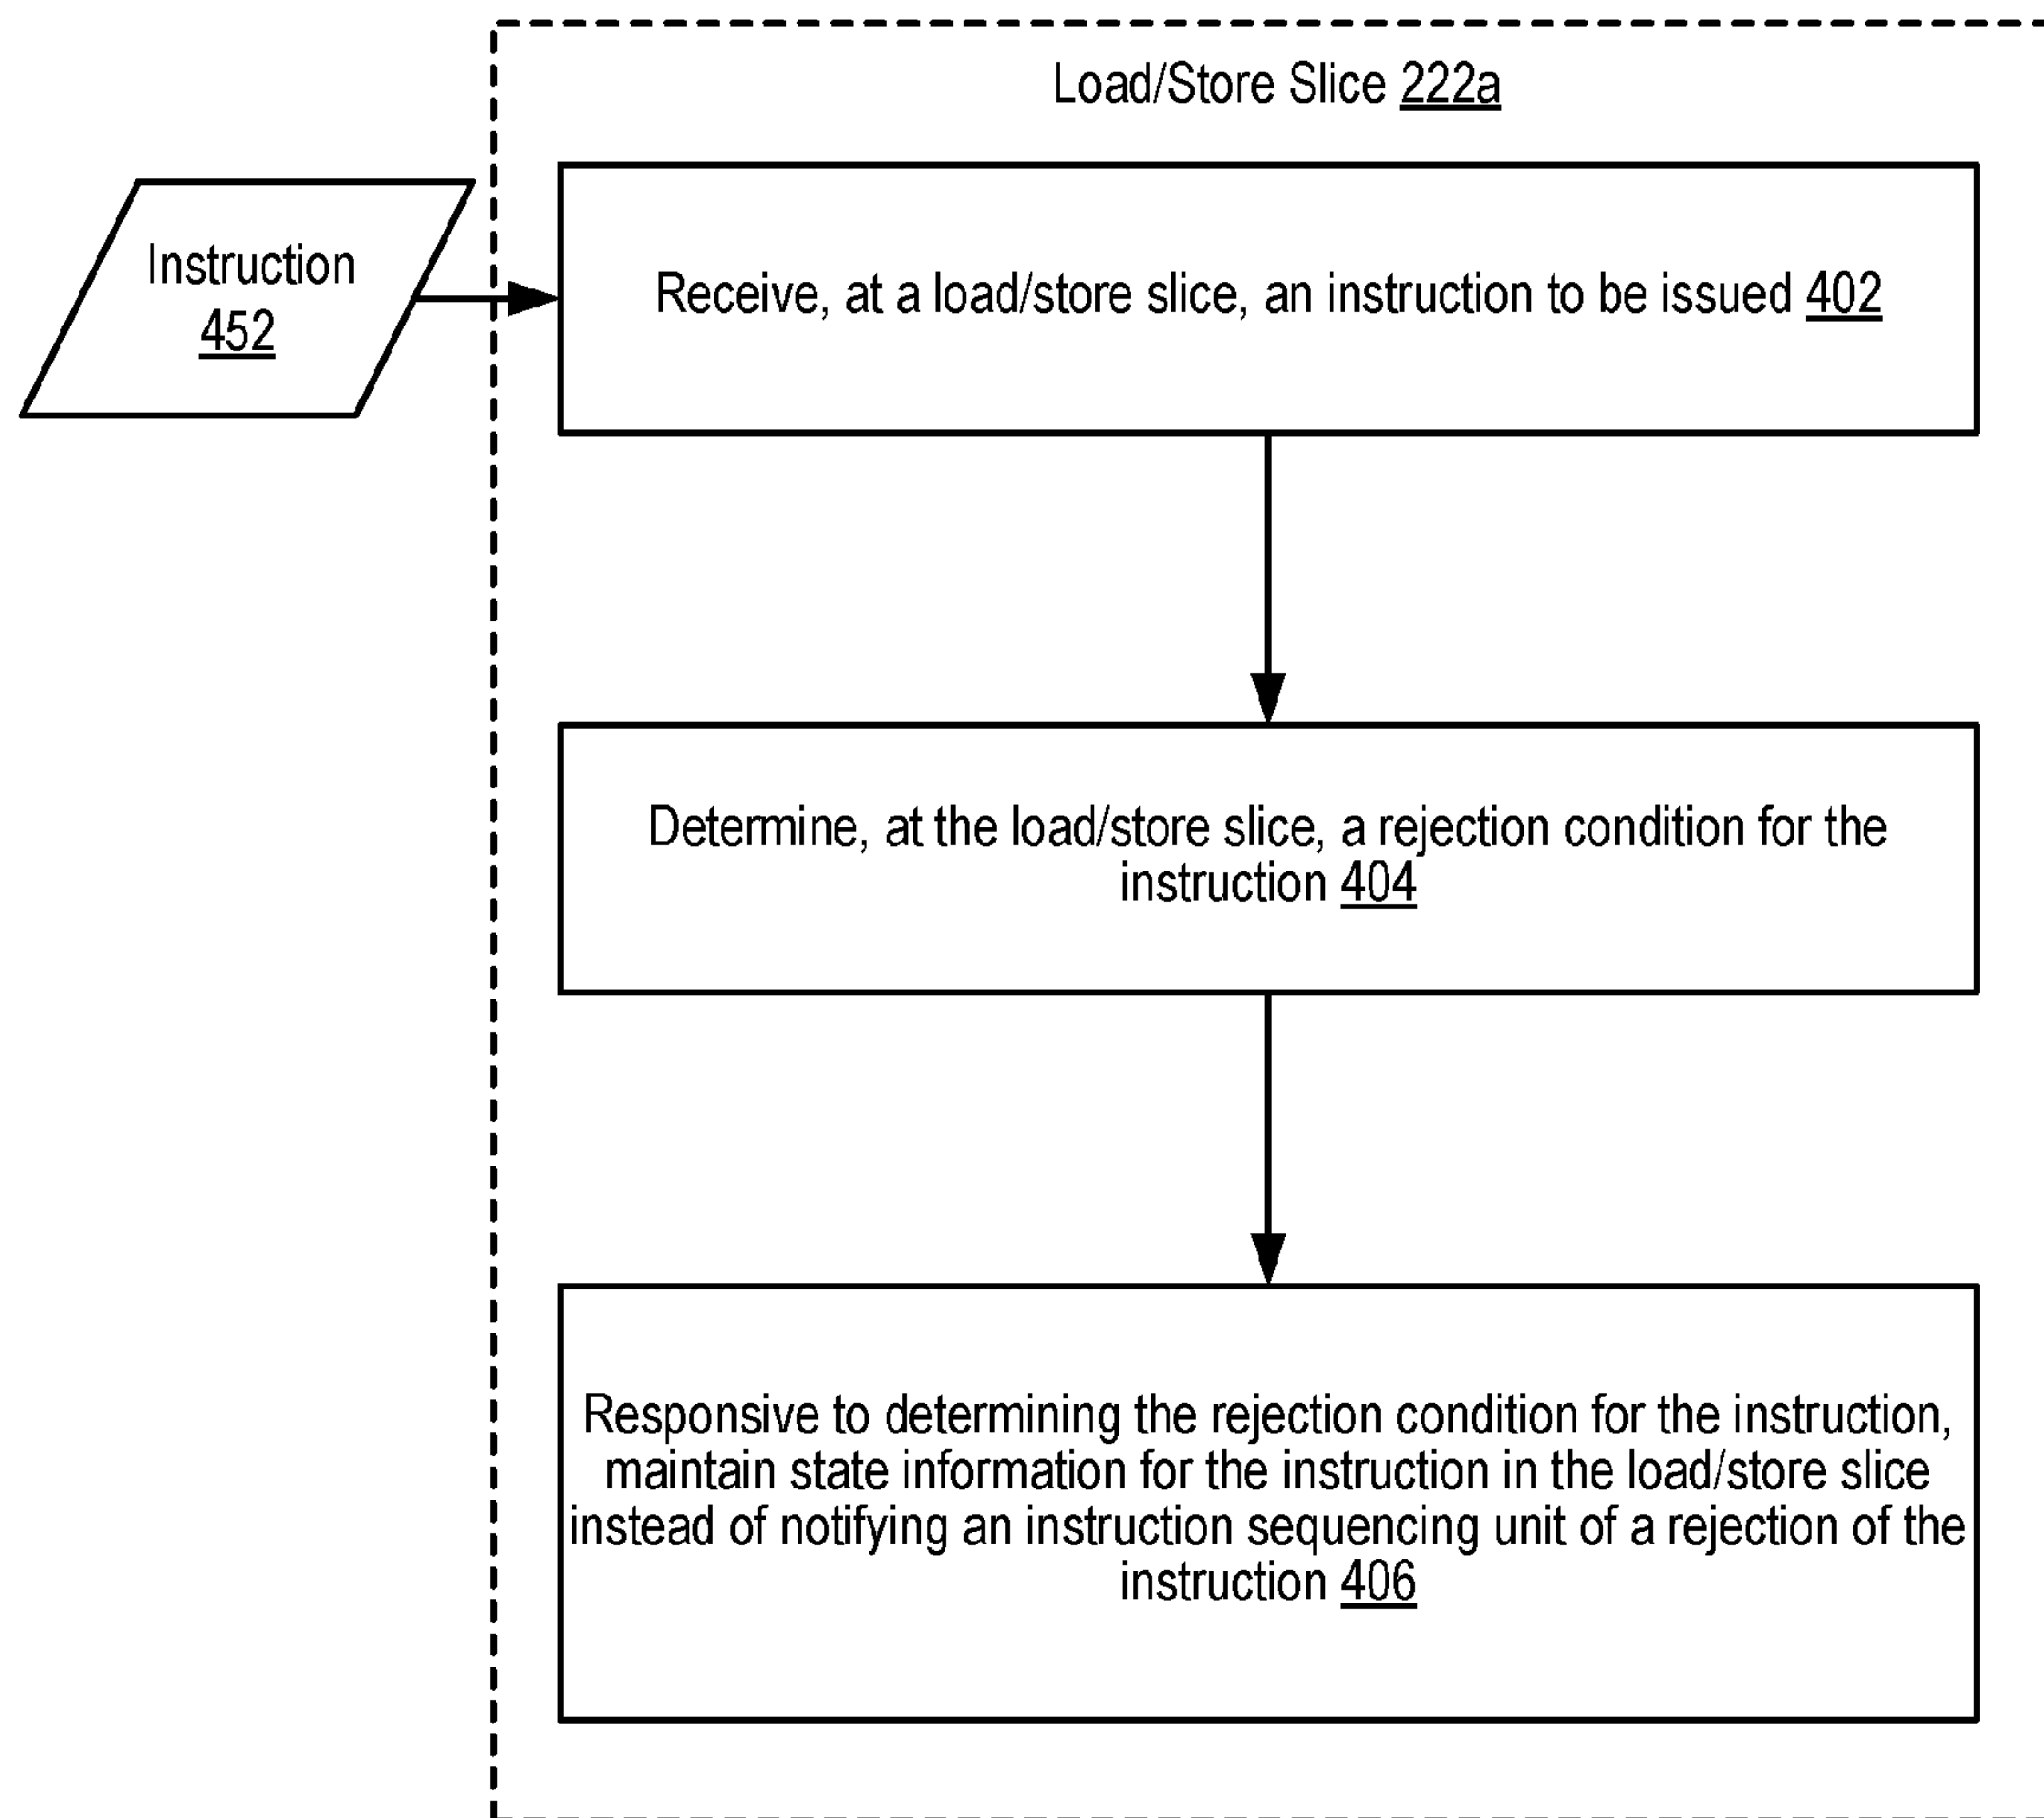 Load/Store Slice 222a
Instruction
452
Receive, at a load/store slice, an instruction to be issued 402
Determine, at the load/store slice, a rejection condition for the
instruction 404
Responsive to determining the rejection condition for the instruction,
maintain state information for the instruction in the load/store slice
instead of notifying an instruction sequencing unit of a rejection of the
instruction 406